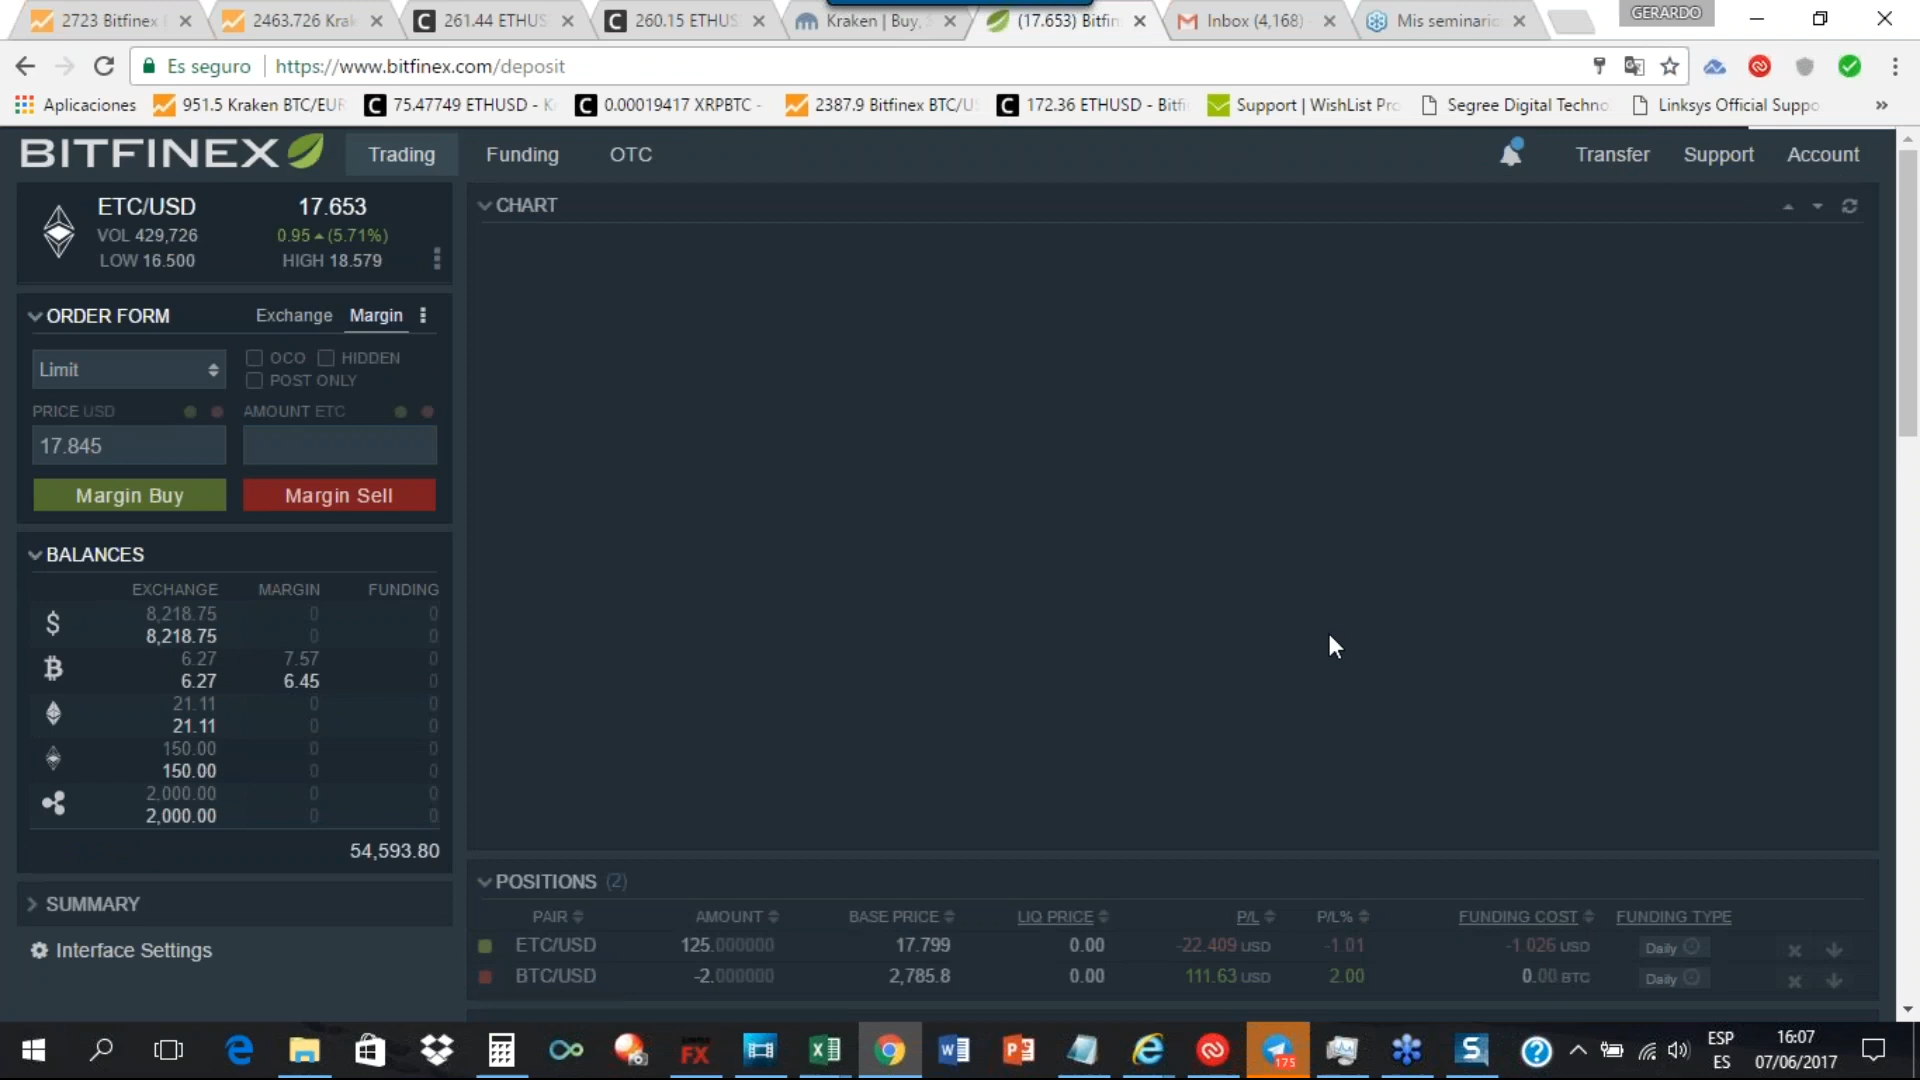 2723 Bitfinex
2463.726 Krak
261.44 ETHUS
260.15 ETHUS
Kraken | Buy, S
(17.653) Bitfin
Inbox (4,168)
Mis seminario
GERARDO
Es seguro
https://www.bitfinex.com/deposit
Aplicaciones
951.5 Kraken BTC/EUR
75.47749 ETHUSD - K
0.00019417 XRPBTC -
2387.9 Bitfinex BTC/U
172.36 ETHUSD - Bitfi
Support | WishList Pro
Segree Digital Techno
Linksys Official Suppo
»
BITFINEX
Trading
Funding
OTC
Transfer
Support
Account
ETC/USD 17.653
VOL 429,726 0.95 (5.71%)
LOW 16.500 HIGH 18.579
CHART
ORDER FORM Exchange Margin
Limit OCO HIDDEN
POST ONLY
PRICE USD AMOUNT ETC
17.845
Margin Buy Margin Sell
BALANCES
EXCHANGE MARGIN FUNDING
$ 8,218.75 0 0
8,218.75 0 0
6.27 7.57 0
6.27 6.45 0
21.11 0 0
21.11 0 0
150.00 0 0
150.00 0 0
2,000.00 0 0
2,000.00 0 0
54,593.80
SUMMARY
Interface Settings
POSITIONS (2)
PAIR AMOUNT BASE PRICE LIQ PRICE P/L P/L% FUNDING COST FUNDING TYPE
ETC/USD 125.000000 17.799 0.00 -22.409 USD -1.01 -1.026 USD Daily
BTC/USD -2.000000 2,785.8 0.00 111.63 USD 2.00 0.00 BTC Daily
FX
175
ESP
ES
16:07
07/06/2017